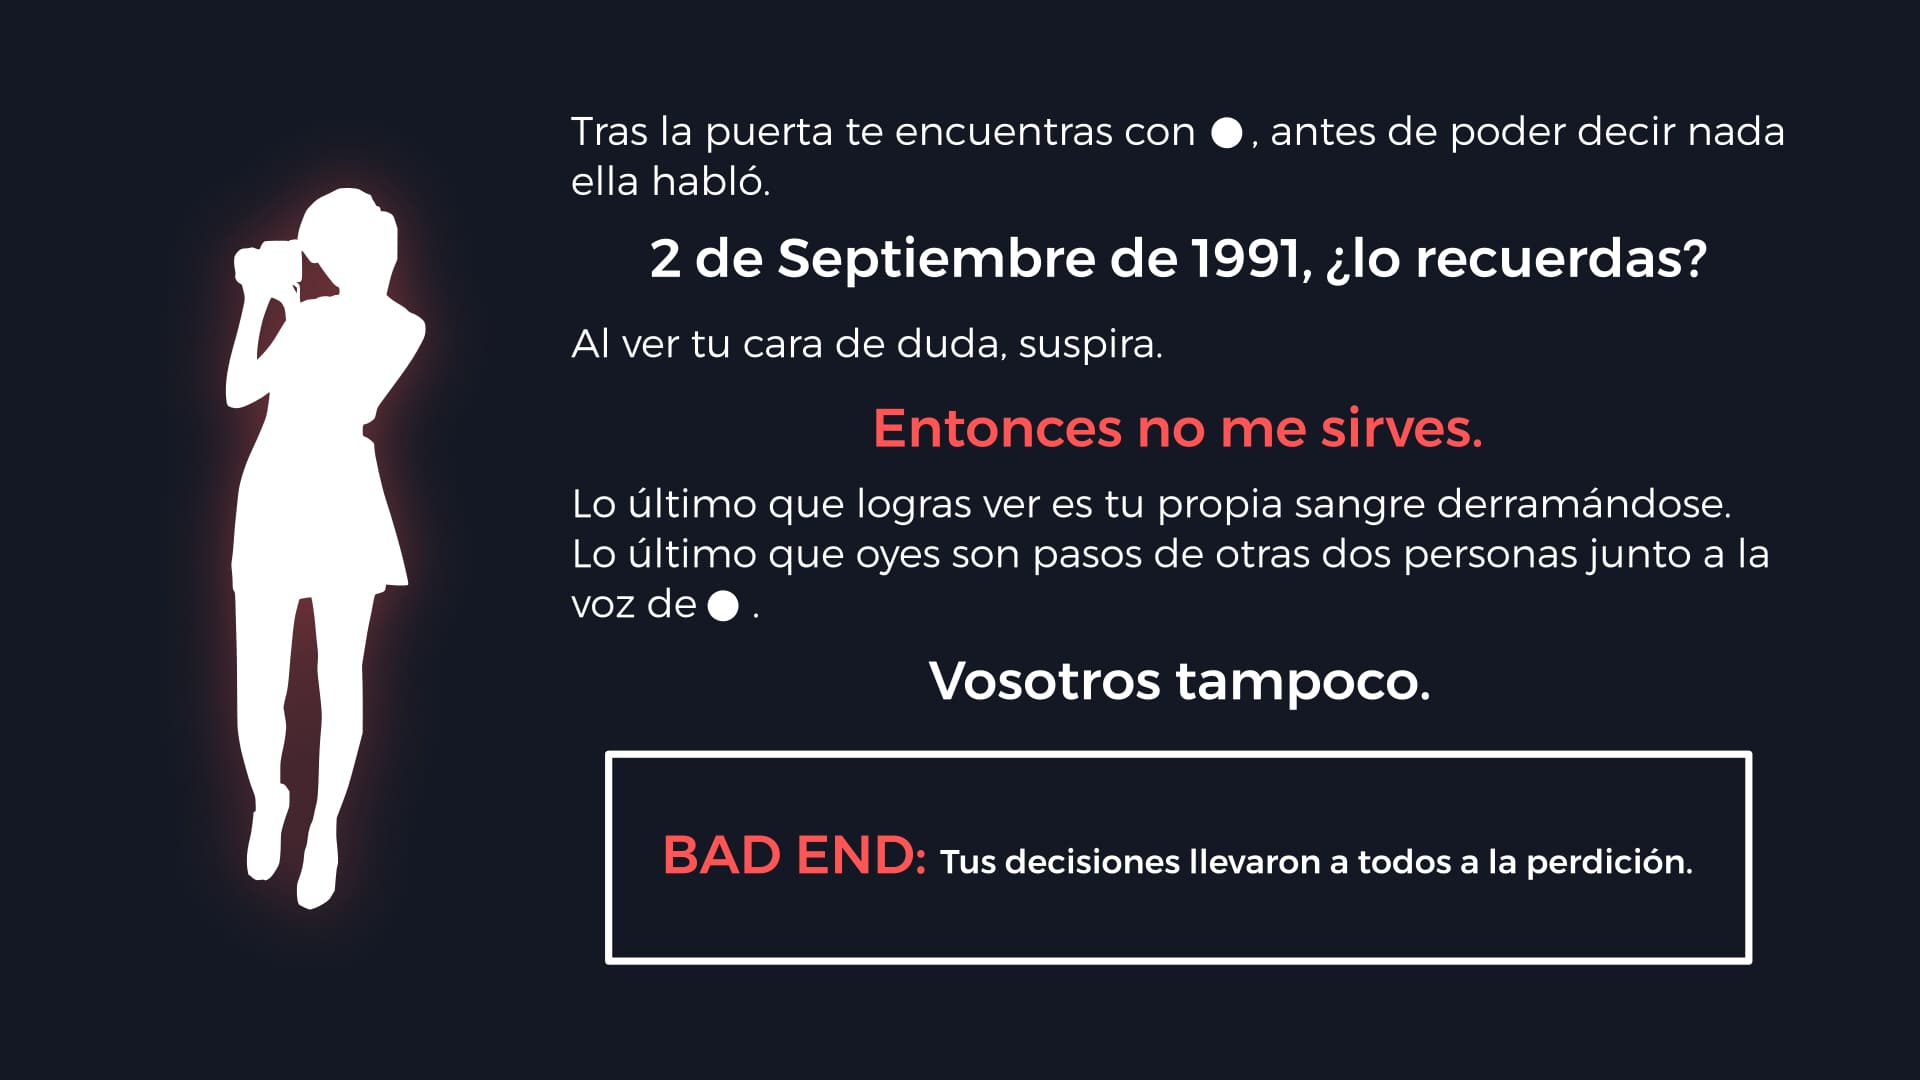 Tras la puerta te encuentras con ●, antes de poder decir nada
ella habló.
2 de Septiembre de 1991, ¿lo recuerdas?
Al ver tu cara de duda, suspira.
Entonces no me sirves.
Lo último que logras ver es tu propia sangre derramándose.
Lo último que oyes son pasos de otras dos personas junto a la
voz de ● .
Vosotros tampoco.
BAD END: Tus decisiones llevaron a todos a la perdición.